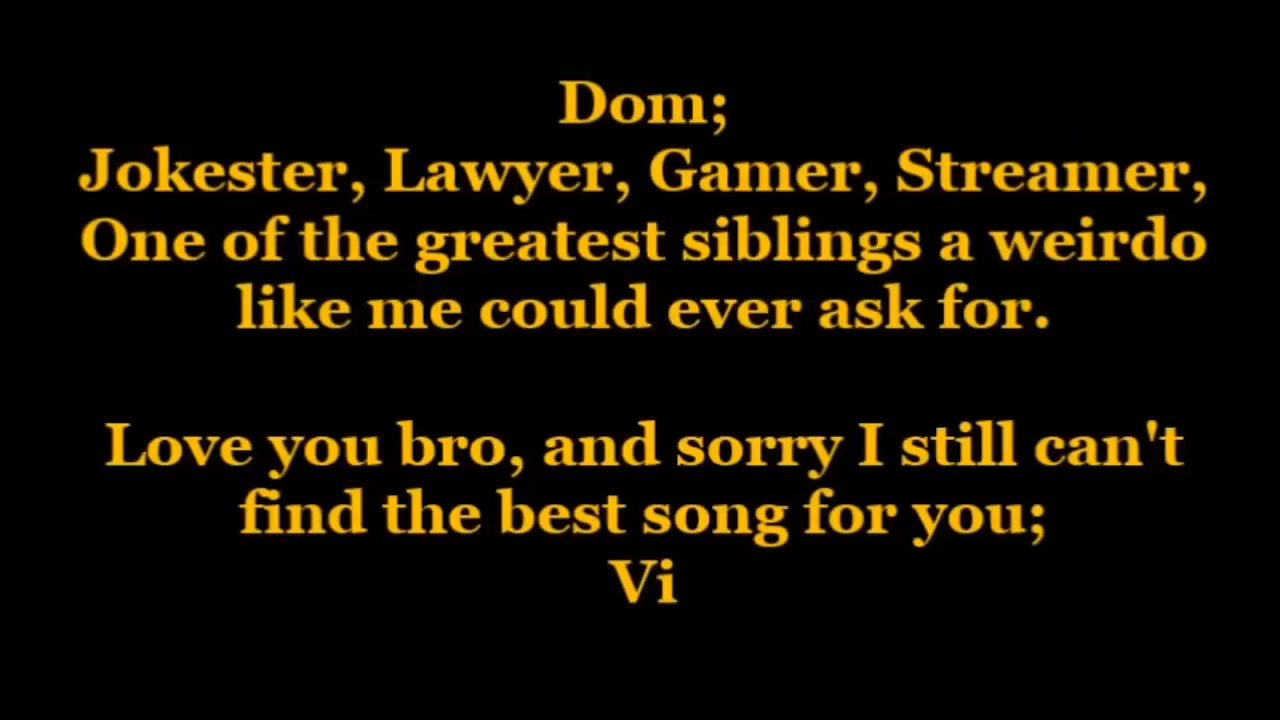 Dom;
Jokester, Lawyer, Gamer, Streamer,
One of the greatest siblings a weirdo
like me could ever ask for.
Love you bro, and sorry I still can't
find the best song for you;
Vi